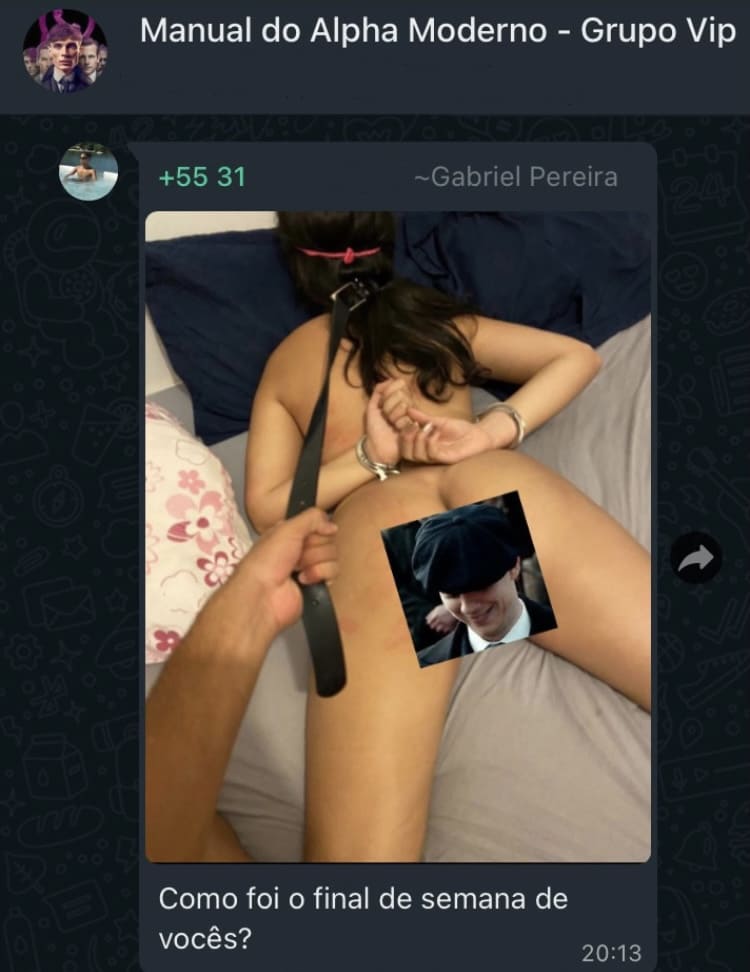 Manual do Alpha Moderno - Grupo Vip
+55 31
~Gabriel Pereira
Como foi o final de semana de
vocês?
20:13